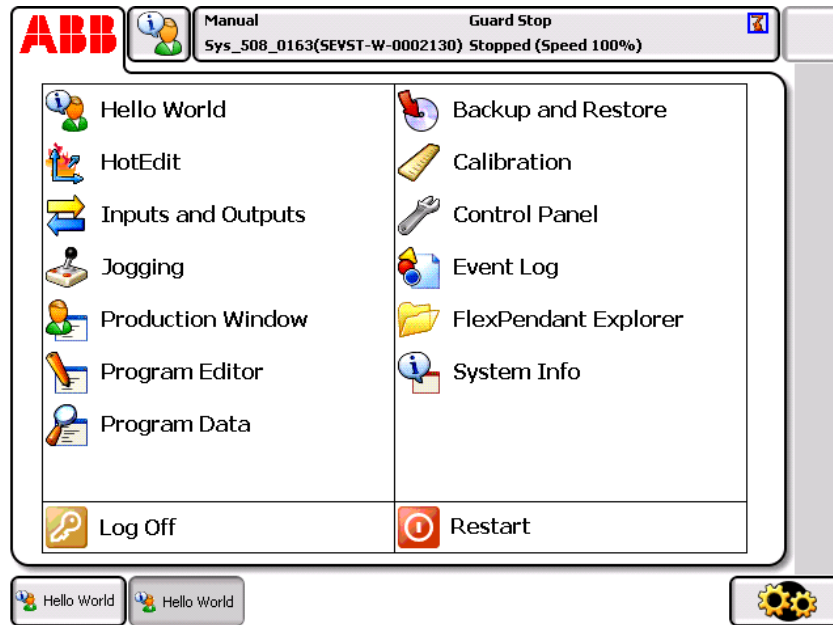 ABB
Manual Guard Stop
Sys_508_0163(SEVST-W-0002130) Stopped (Speed 100%)
Hello World
HotEdit
Inputs and Outputs
Jogging
Production Window
Program Editor
Program Data
Backup and Restore
Calibration
Control Panel
Event Log
FlexPendant Explorer
System Info
Log Off
Restart
Hello World
Hello World